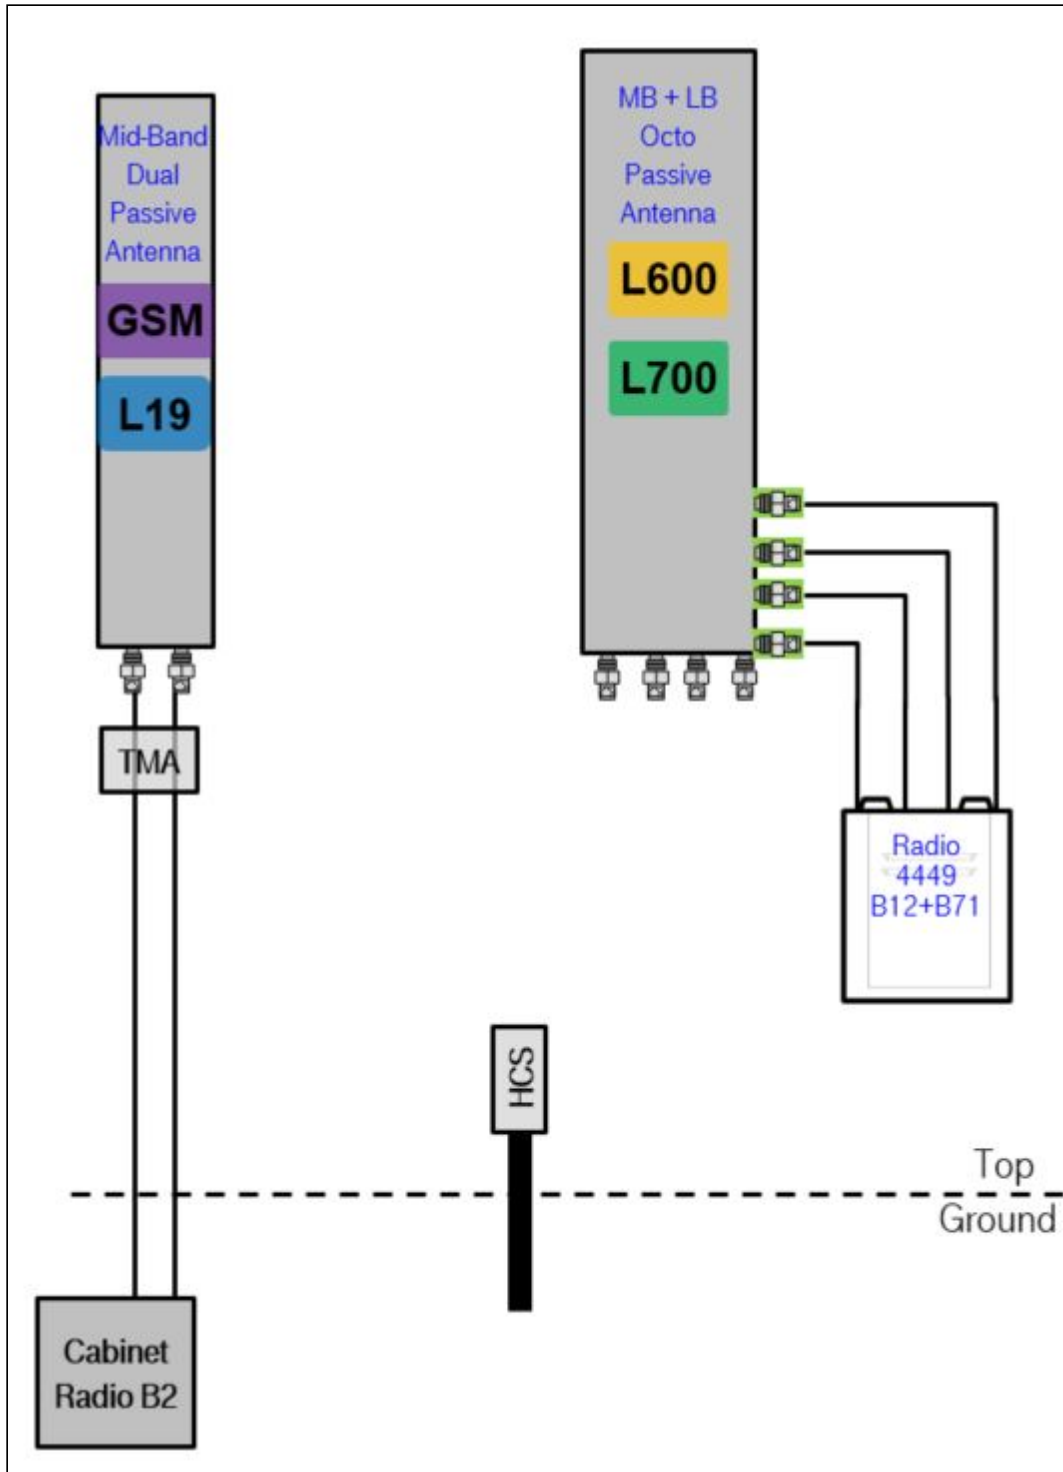 Mid-Band
Dual
Passive
Antenna
GSM
L19
TMA
MB + LB
Octo
Passive
Antenna
L600
L700
Radio
4449
B12+B71
HCS
Top
Ground
Cabinet
Radio B2